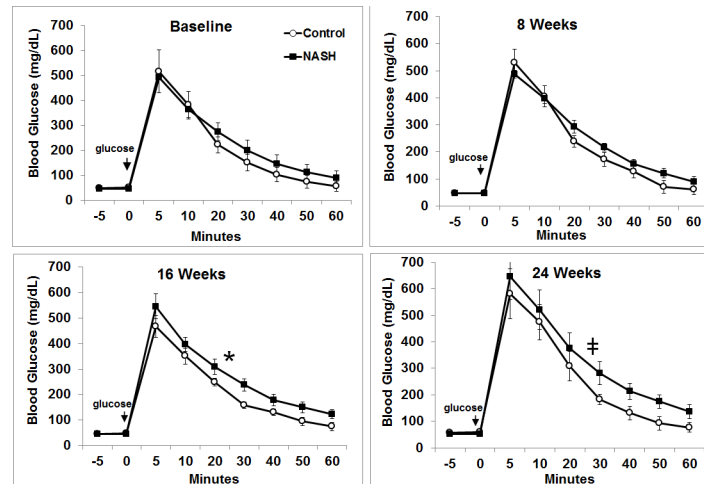 Baseline
Blood Glucose (mg/dL)
700
600
500
400
300
200
100
0
Control
NASH
glucose
-5 0 5 10 20 30 40 50 60
Minutes
8 Weeks
Blood Glucose (mg/dL)
700
600
500
400
300
200
100
0
glucose
-5 0 5 10 20 30 40 50 60
Minutes
16 Weeks
Blood Glucose (mg/dL)
700
600
500
400
300
200
100
0
glucose
*
-5 0 5 10 20 30 40 50 60
Minutes
24 Weeks
Blood Glucose (mg/dL)
700
600
500
400
300
200
100
0
glucose
ǂ
-5 0 5 10 20 30 40 50 60
Minutes